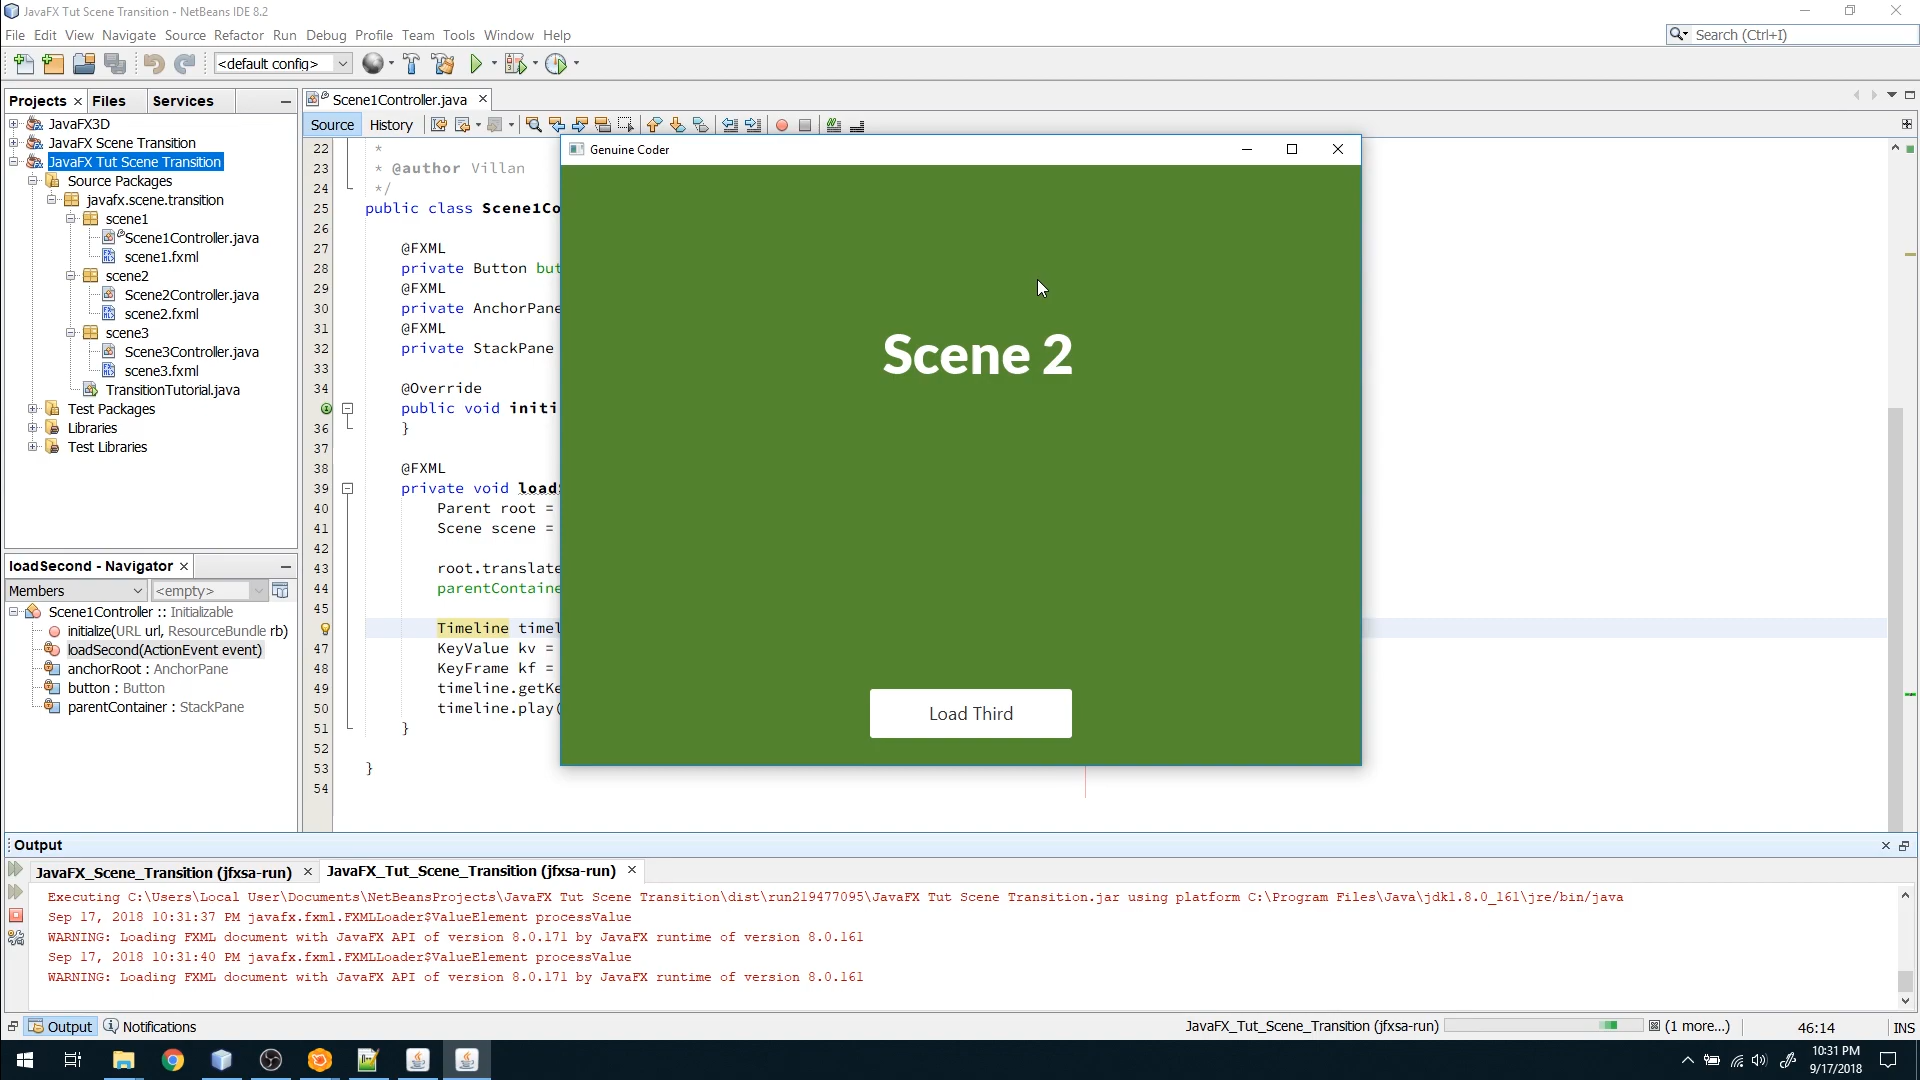 JavaFX Tut Scene Transition - NetBeans IDE 8.2
File Edit View Navigate Source Refactor Run Debug Profile Team Tools Window Help
Search (Ctrl+I)
<default config>
Projects Files Services
JavaFX3D
JavaFX Scene Transition
JavaFX Tut Scene Transition
Source Packages
javafx.scene.transition
scene1
Scene1Controller.java
scene1.fxml
scene2
Scene2Controller.java
scene2.fxml
scene3
Scene3Controller.java
scene3.fxml
TransitionTutorial.java
Test Packages
Libraries
Test Libraries
loadSecond - Navigator
Members <empty>
Scene1Controller :: Initializable
initialize(URL url, ResourceBundle rb)
loadSecond(ActionEvent event)
anchorRoot : AnchorPane
button : Button
parentContainer : StackPane
Scene1Controller.java
Source History
22 *
23 * @author Villan
24 */
25 public class Scene1Co
26
27 @FXML
28 private Button but
29 @FXML
30 private AnchorPane
31 @FXML
32 private StackPane
33
34 @Override
public void initi
36 }
37
38 @FXML
39 private void load
40 Parent root =
41 Scene scene =
42
43 root.translate
44 parentContaine
45
Timeline timel
47 KeyValue kv =
48 KeyFrame kf =
49 timeline.getKe
50 timeline.play(
51 }
52
53 }
54
Genuine Coder
Scene 2
Load Third
Output
JavaFX_Scene_Transition (jfxsa-run) JavaFX_Tut_Scene_Transition (jfxsa-run)
Executing C:\Users\Local User\Documents\NetBeansProjects\JavaFX Tut Scene Transition\dist\run219477095\JavaFX Tut Scene Transition.jar using platform C:\Program Files\Java\jdk1.8.0_161\jre/bin/java
Sep 17, 2018 10:31:37 PM javafx.fxml.FXMLLoader$ValueElement processValue
WARNING: Loading FXML document with JavaFX API of version 8.0.171 by JavaFX runtime of version 8.0.161
Sep 17, 2018 10:31:40 PM javafx.fxml.FXMLLoader$ValueElement processValue
WARNING: Loading FXML document with JavaFX API of version 8.0.171 by JavaFX runtime of version 8.0.161
Output Notifications
JavaFX_Tut_Scene_Transition (jfxsa-run) (1 more...) 46:14 INS
10:31 PM
9/17/2018